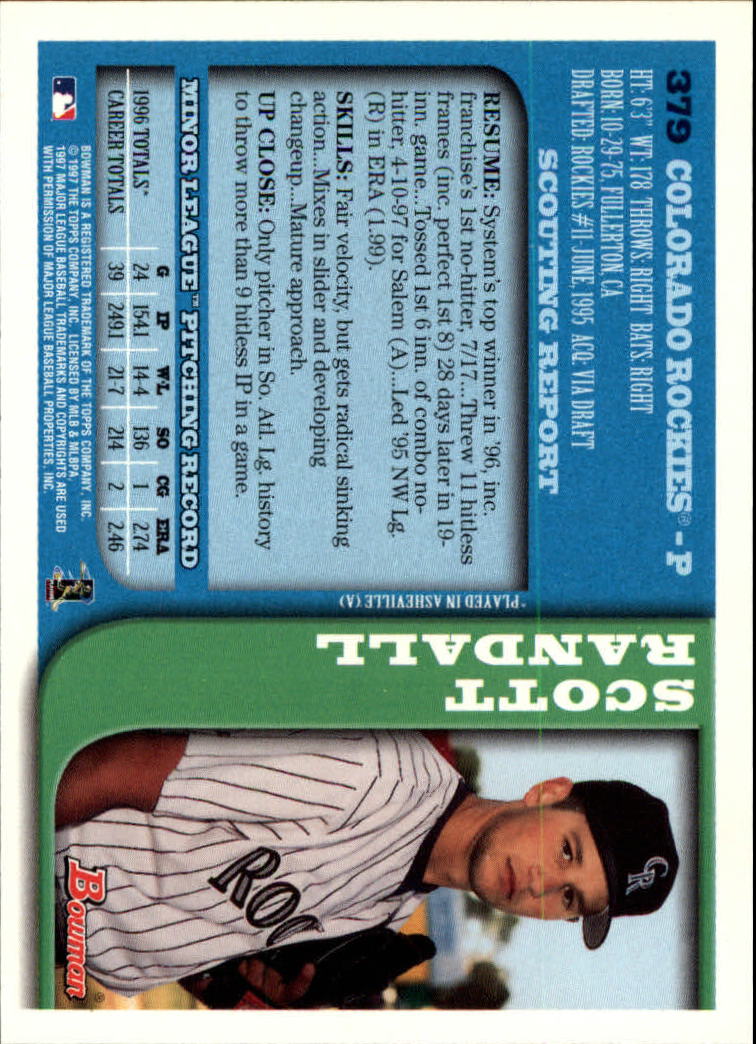 379 COLORADO ROCKIES® - P
HT: 6'3" WT: 178 THROWS: RIGHT BATS: RIGHT
BORN: 10-29-75, FULLERTON, CA
DRAFTED: ROCKIES #11-JUNE, 1995 ACQ: VIA DRAFT
SCOUTING REPORT
RESUME: System's top winner in '96, inc.
franchise's 1st no-hitter, 7/17...Threw 11 hitless
frames (inc. perfect 1st 8) 28 days later in 19-
inn. game...Tossed 1st 6 inn. of combo no-
hitter, 4-10-97 for Salem (A)...Led '95 NW Lg.
(R) in ERA (1.99).
SKILLS: Fair velocity, but gets radical sinking
action...Mixes in slider and developing
changeup...Mature approach.
UP CLOSE: Only pitcher in So. Atl. Lg. history
to throw more than 9 hitless IP in a game.
*PLAYED IN ASHEVILLE (A)
MINOR LEAGUE™ PITCHING RECORD
G IP W-L SO CG ERA
1996 TOTALS* 24 154.1 14-4 136 1 2.74
CAREER TOTALS 39 249.1 21-7 214 2 2.46
BOWMAN IS A REGISTERED TRADEMARK OF THE TOPPS COMPANY, INC.
© 1997 THE TOPPS COMPANY, INC. LICENSED BY MLB & MLBPA.
1997 MAJOR LEAGUE BASEBALL TRADEMARKS AND COPYRIGHTS ARE USED
WITH PERMISSION OF MAJOR LEAGUE BASEBALL PROPERTIES, INC.
SCOTT
RANDALL
CR
ROC
Bowman®